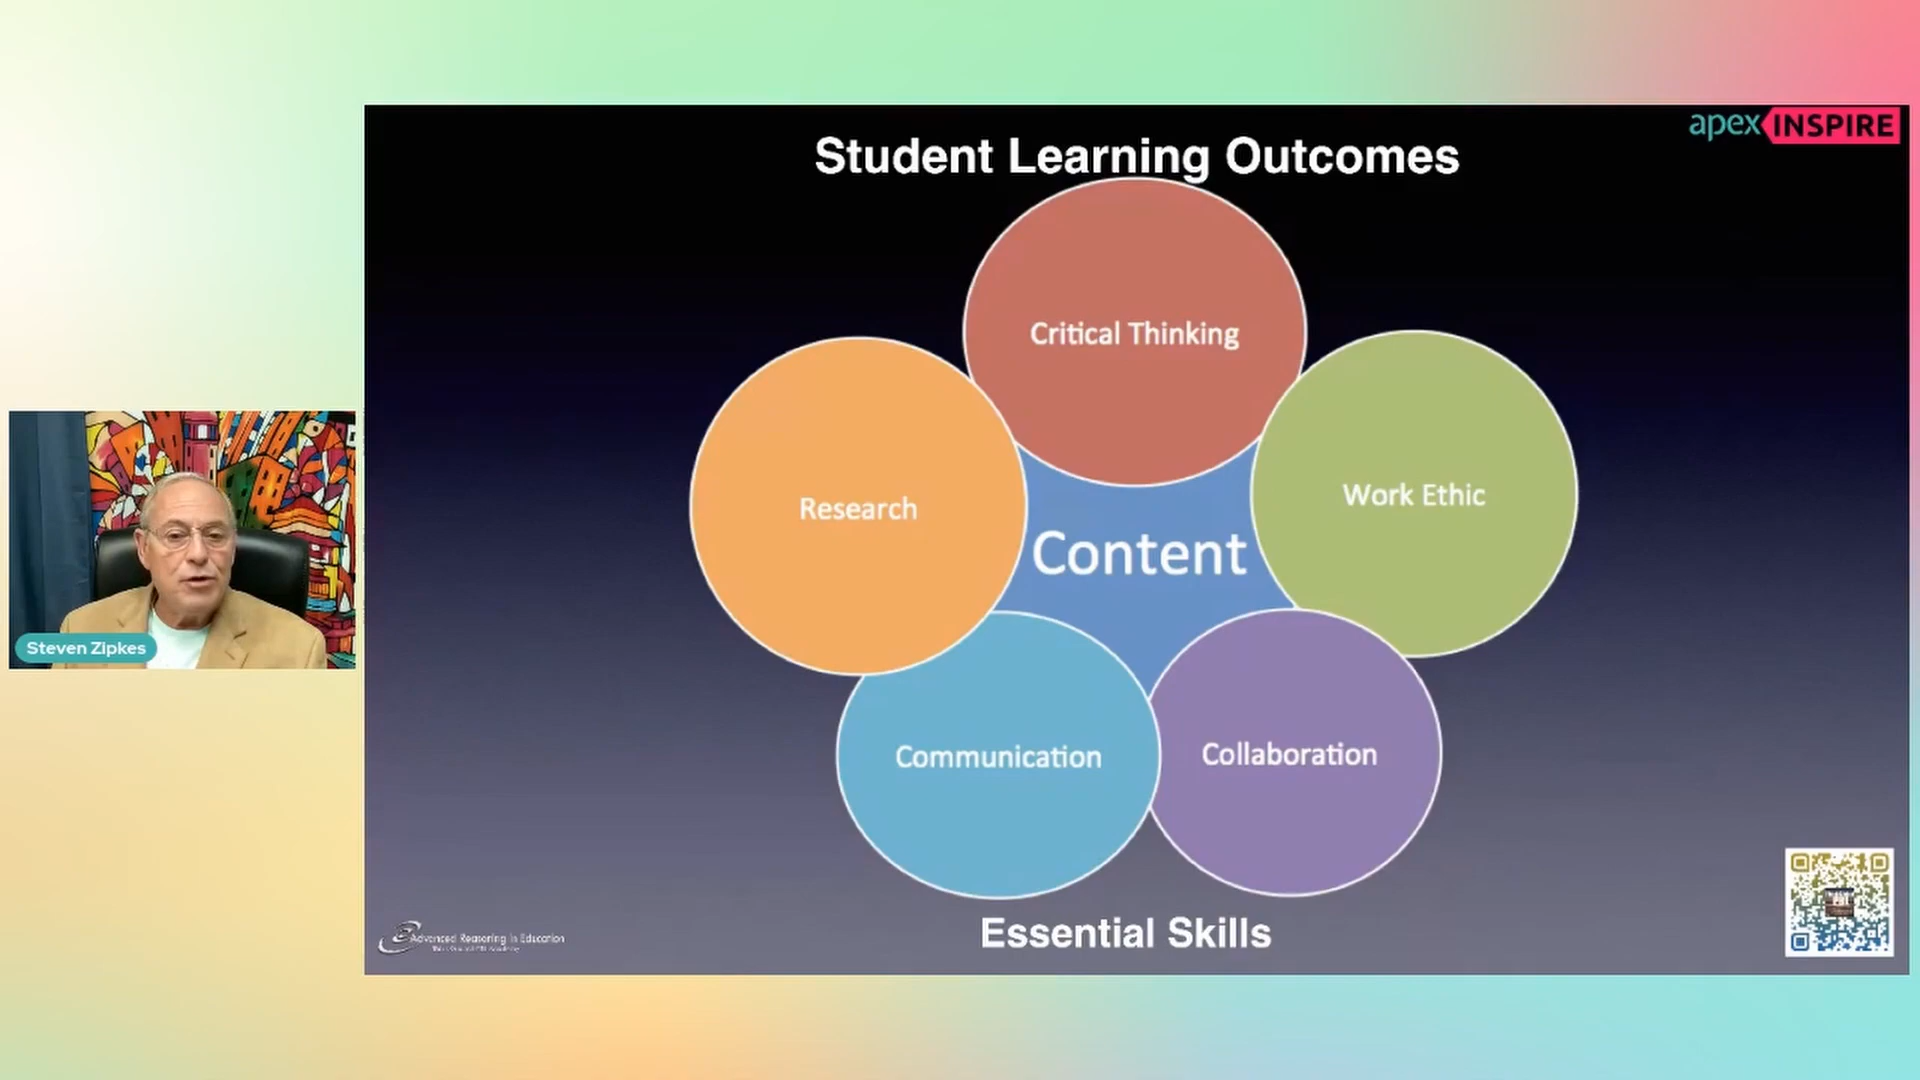 apex INSPIRE
Student Learning Outcomes
Critical Thinking
Research
Work Ethic
Content
Communication
Collaboration
Steven Zipkes
Essential Skills
Advanced Reasoning in Education